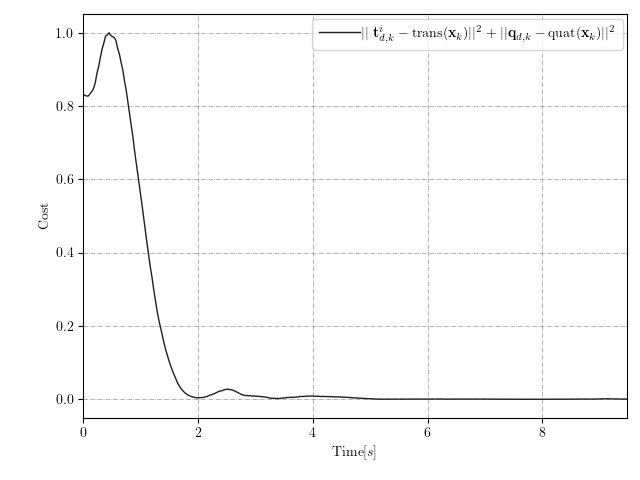 || t^i_{d,k} − trans(x_k)||² + ||q_{d,k} − quat(x_k)||²
1.0
0.8
0.6
0.4
0.2
0.0
Cost
0 2 4 6 8
Time[s]